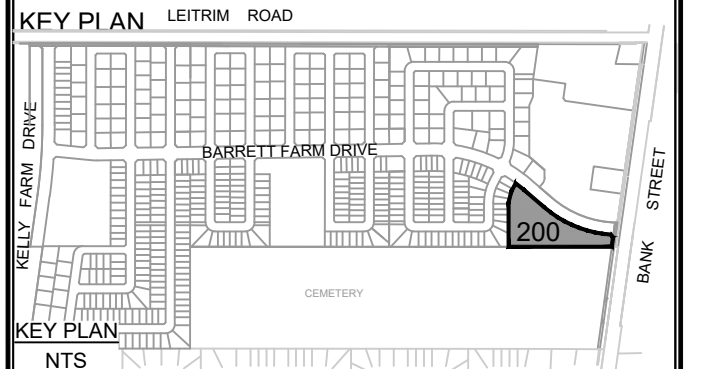 KEY PLAN
LEITRIM ROAD
KELLY FARM DRIVE
BARRETT FARM DRIVE
BANK STREET
200
CEMETERY
KEY PLAN
NTS